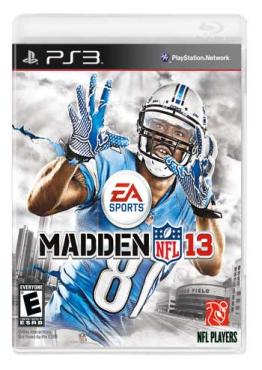 PS3
PlayStation Network
EA
SPORTS
MADDEN NFL 13
81
EVERYONE
E
ESRB
NFL PLAYERS